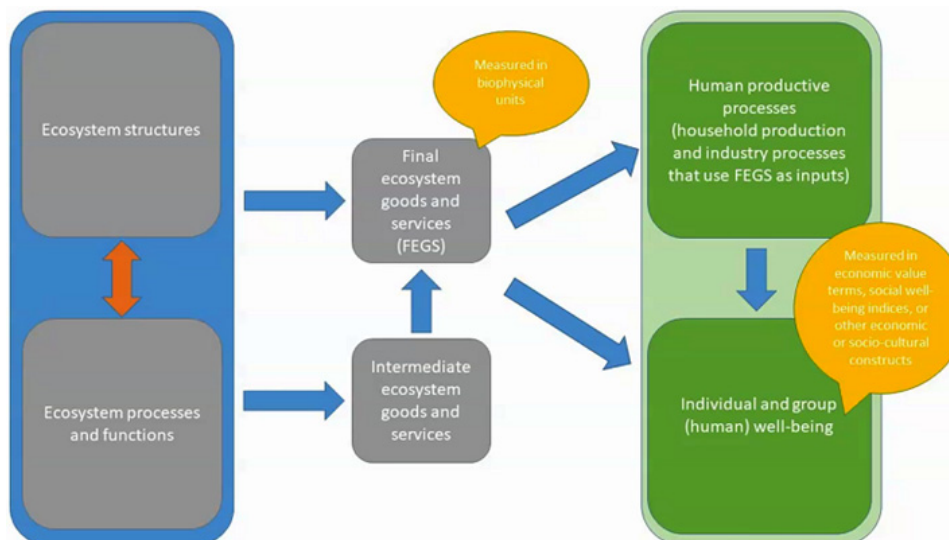 Ecosystem structures
Ecosystem processes
and functions
Final
ecosystem
goods and
services
(FEGS)
Intermediate
ecosystem
goods and
services
Measured in
biophysical
units
Human productive
processes
(household production
and industry processes
that use FEGS as inputs)
Measured in
economic value
terms, social well-
being indices, or
other economic
or socio-cultural
constructs
Individual and group
(human) well-being